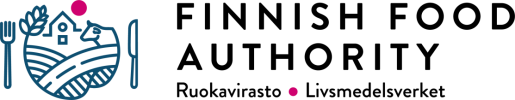 FINNISH FOOD
AUTHORITY
Ruokavirasto • Livsmedelsverket